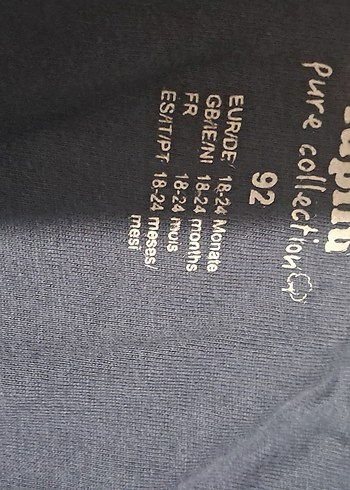 pure collection
92
EUR/DE 18-24 Monate
GB/IE/NI 18-24 months
FR 18-24 mois
ES/IT/PT 18-24 meses/
mesi